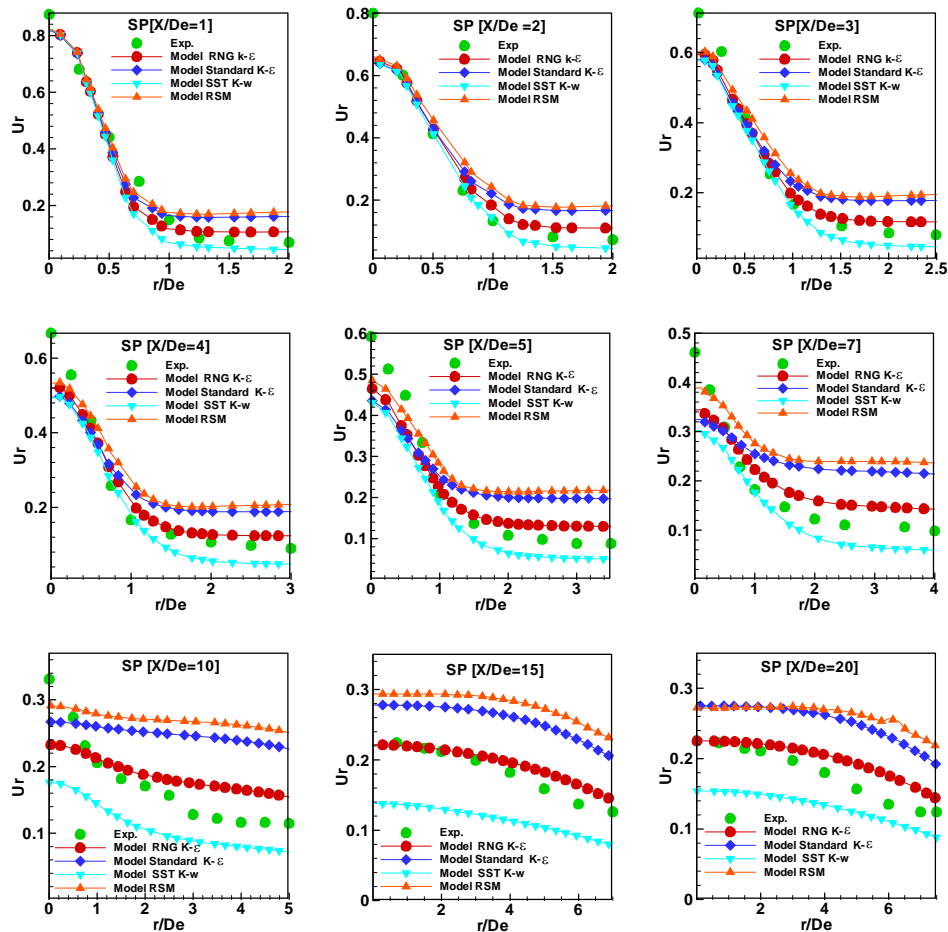 SP [X/De=1]
Exp.
Model RNG k-ε
Model Standard K-ε
Model SST K-w
Model RSM
Ur
0.8
0.6
0.4
0.2
0 0.5 1 1.5 2
r/De
SP [X/De =2]
Exp
Model RNG k-ε
Model Standard K-ε
Model SST K-w
Model RSM
0.8
0.6
0.4
0.2
0.0
0 0.5 1 1.5 2
r/De
SP [X/De=3]
Exp.
Model RNG K-ε
Model Standard K-ε
Model SST K-w
Model RSM
Ur
0.6
0.4
0.2
0 0.5 1 1.5 2 2.5
r/De
SP [X/De=4]
Exp.
Model RNG K-ε
Model Standard K-ε
Model SST K-w
Model RSM
Ur
0.6
0.4
0.2
0 1 2 3
r/De
SP [X/De=5]
Exp.
Model RNG K-ε
Model Standard K-ε
Model SST K-w
Model RSM
Ur
0.6
0.5
0.4
0.3
0.2
0.1
0 1 2 3
r/De
SP [X/De=7]
Exp.
Model RNG K-ε
Model Standard K-ε
Model SST K-w
Model RSM
Ur
0.5
0.4
0.3
0.2
0.1
0 1 2 3 4
r/De
SP [X/De=10]
Exp.
Model RNG K-ε
Model Standard K-ε
Model SST K-w
Model RSM
Ur
0.3
0.2
0.1
0
0 1 2 3 4 5
r/De
SP [X/De=15]
Exp.
Model RNG K-ε
Model Standard K-ε
Model SST K-w
Model RSM
Ur
0.3
0.2
0.1
0
0 2 4 6
r/De
SP [X/De=20]
Exp.
Model RNG K-ε
Model Standard K-ε
Model SST K-w
Model RSM
Ur
0.3
0.2
0.1
0
2 4 6
r/De